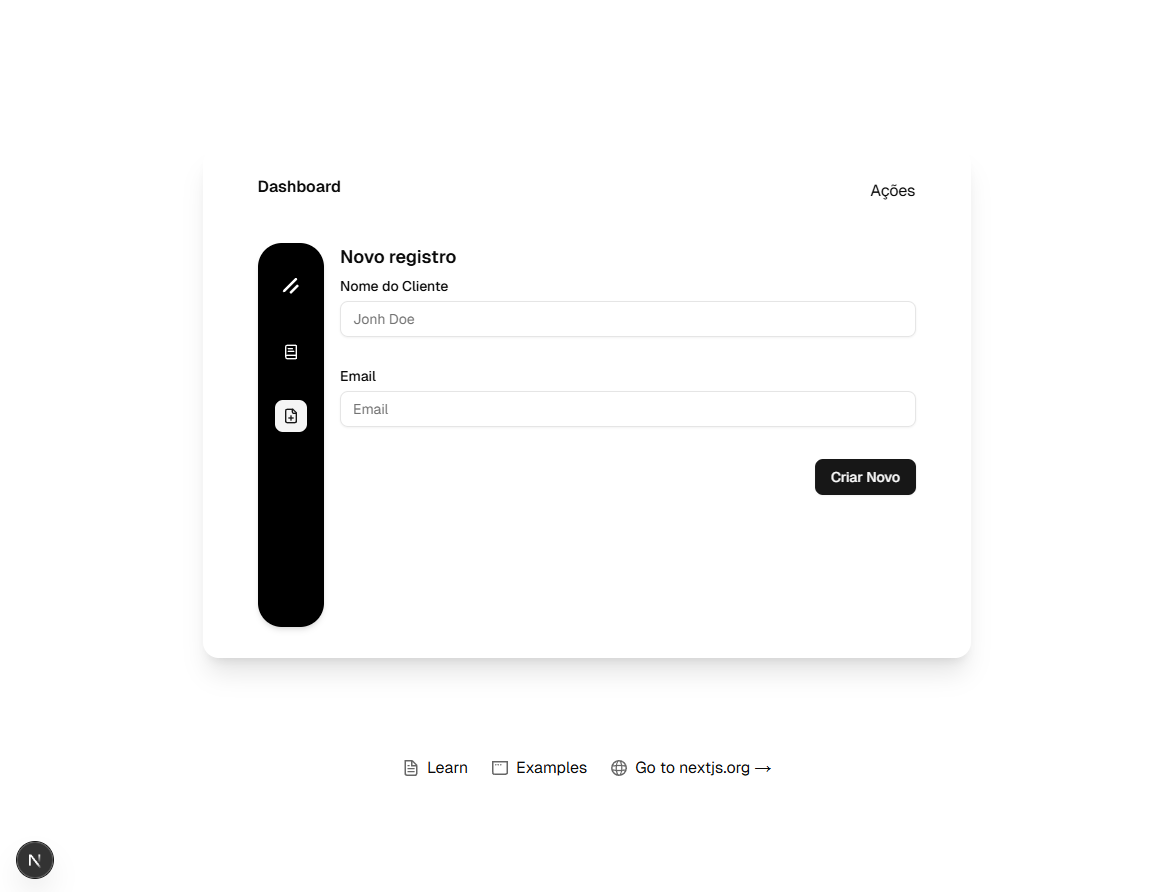 Dashboard
Ações
Novo registro
Nome do Cliente
Jonh Doe
Email
Email
Criar Novo
Learn
Examples
Go to nextjs.org →
N